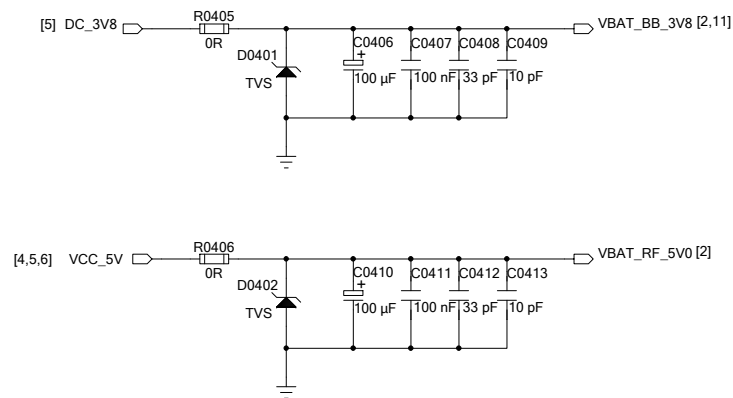 R0405
[5] DC_3V8
0R
VBAT_BB_3V8 [2,11]
D0401
TVS
C0406
+
100 µF
C0407
100 nF
C0408
33 pF
C0409
10 pF
R0406
[4,5,6] VCC_5V
0R
VBAT_RF_5V0 [2]
D0402
TVS
C0410
+
100 µF
C0411
100 nF
C0412
33 pF
C0413
10 pF